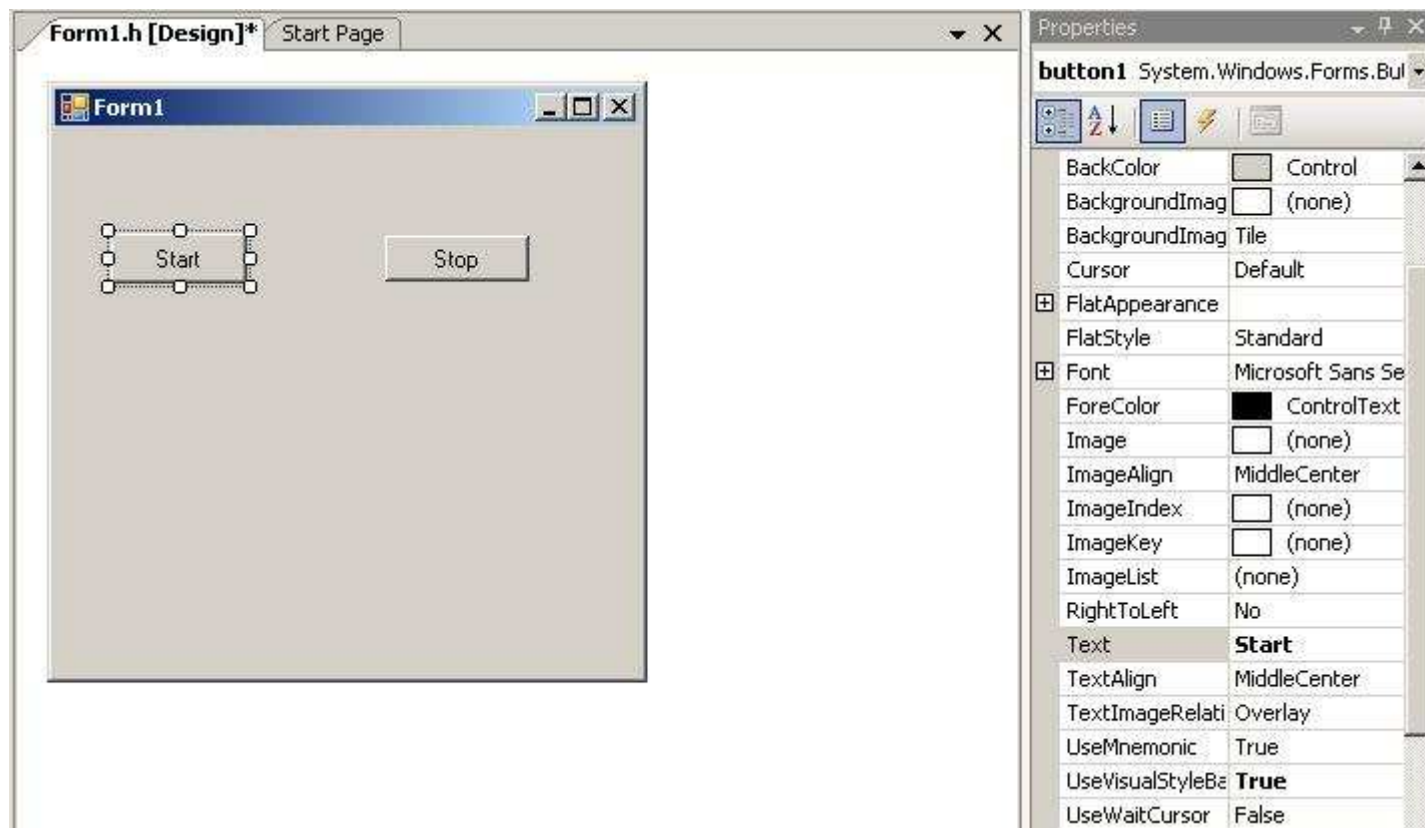 Form1.h [Design]* Start Page
Form1
Start Stop
Properties
button1 System.Windows.Forms.But
BackColor Control
BackgroundImag (none)
BackgroundImag Tile
Cursor Default
FlatAppearance
FlatStyle Standard
Font Microsoft Sans Se
ForeColor ControlText
Image (none)
ImageAlign MiddleCenter
ImageIndex (none)
ImageKey (none)
ImageList (none)
RightToLeft No
Text Start
TextAlign MiddleCenter
TextImageRelati Overlay
UseMnemonic True
UseVisualStyleBa True
UseWaitCursor False